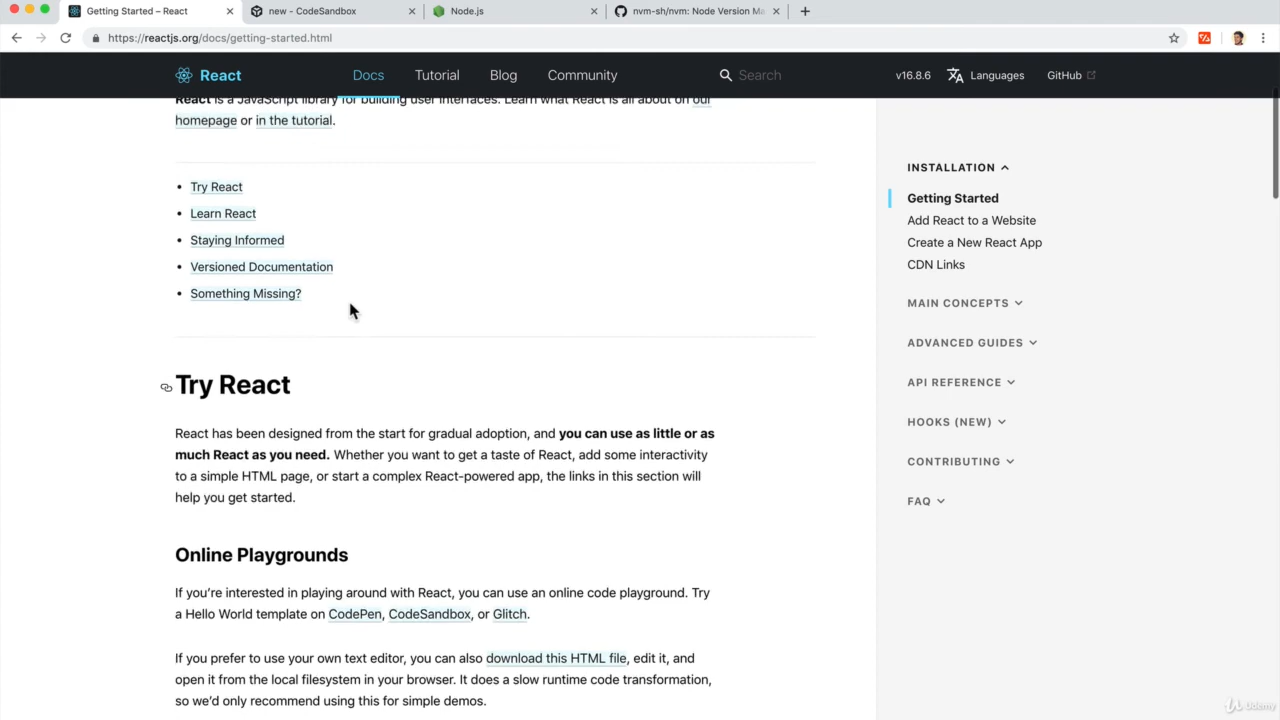 Getting Started – React
new - CodeSandbox
Node.js
nvm-sh/nvm: Node Version Ma
https://reactjs.org/docs/getting-started.html
React
Docs
Tutorial
Blog
Community
Search
v16.8.6
Languages
GitHub
React is a JavaScript library for building user interfaces. Learn what React is all about on our
homepage or in the tutorial.
• Try React
• Learn React
• Staying Informed
• Versioned Documentation
• Something Missing?
Try React
React has been designed from the start for gradual adoption, and you can use as little or as
much React as you need. Whether you want to get a taste of React, add some interactivity
to a simple HTML page, or start a complex React-powered app, the links in this section will
help you get started.
Online Playgrounds
If you’re interested in playing around with React, you can use an online code playground. Try
a Hello World template on CodePen, CodeSandbox, or Glitch.
If you prefer to use your own text editor, you can also download this HTML file, edit it, and
open it from the local filesystem in your browser. It does a slow runtime code transformation,
so we’d only recommend using this for simple demos.
INSTALLATION
Getting Started
Add React to a Website
Create a New React App
CDN Links
MAIN CONCEPTS
ADVANCED GUIDES
API REFERENCE
HOOKS (NEW)
CONTRIBUTING
FAQ
Udemy